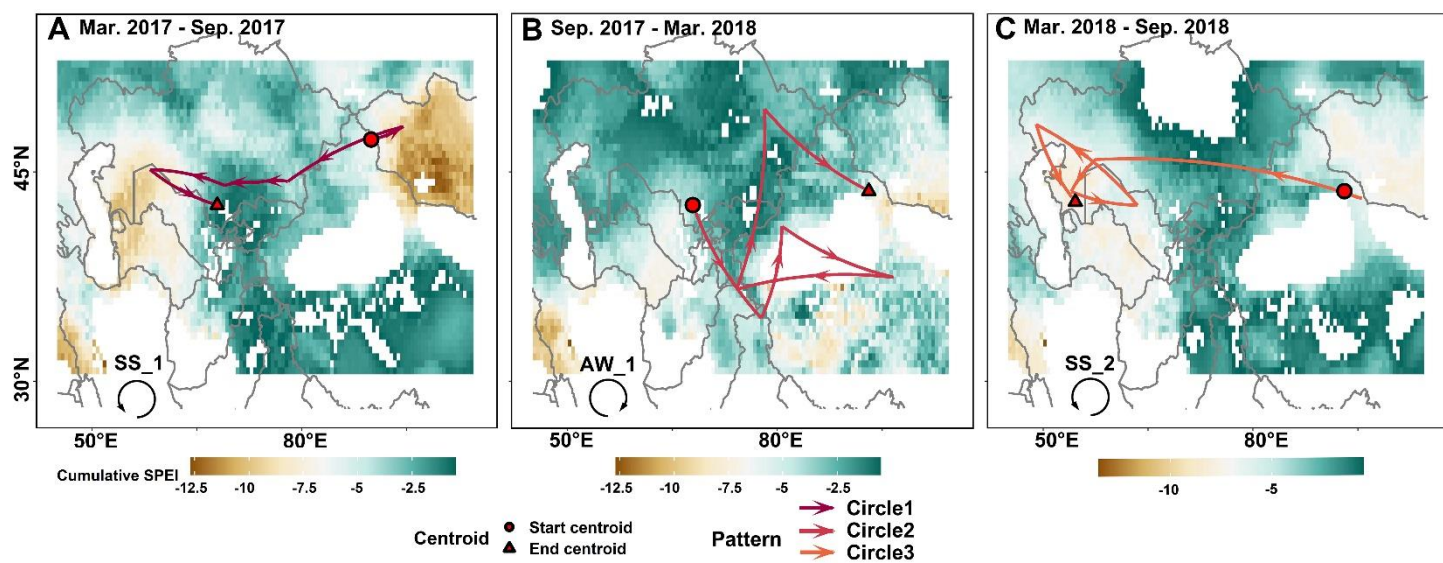 A Mar. 2017 - Sep. 2017
B Sep. 2017 - Mar. 2018
C Mar. 2018 - Sep. 2018
45°N
30°N
SS_1
AW_1
SS_2
50°E 80°E
50°E 80°E
50°E 80°E
Cumulative SPEI
-12.5 -10 -7.5 -5 -2.5
-12.5 -10 -7.5 -5 -2.5
-10 -5
Centroid
Start centroid
End centroid
Pattern
Circle1
Circle2
Circle3